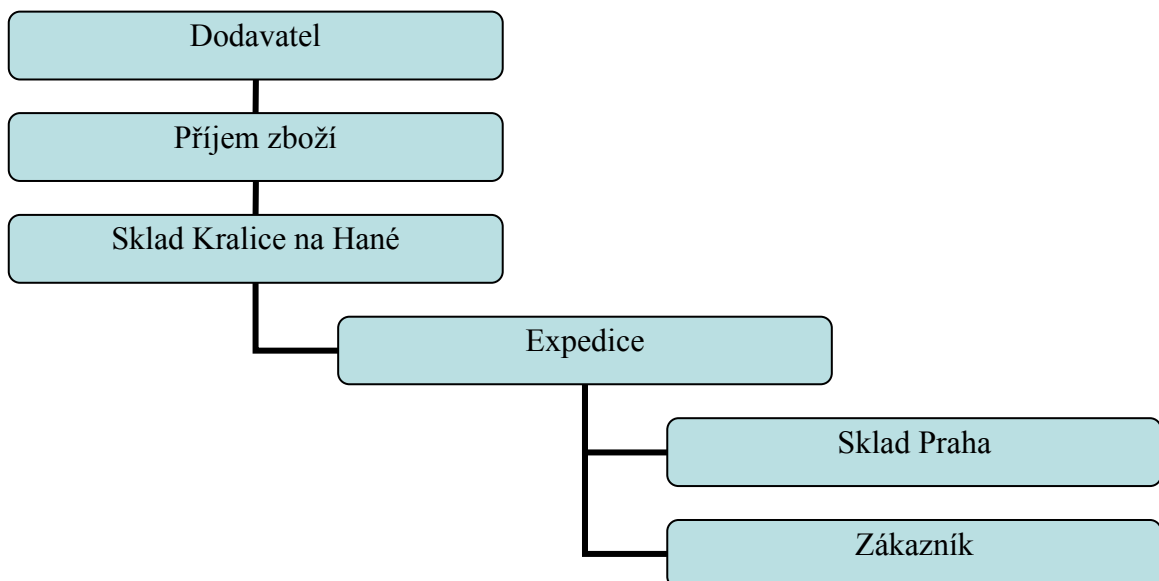 Dodavatel
Příjem zboží
Sklad Kralice na Hané
Expedice
Sklad Praha
Zákazník